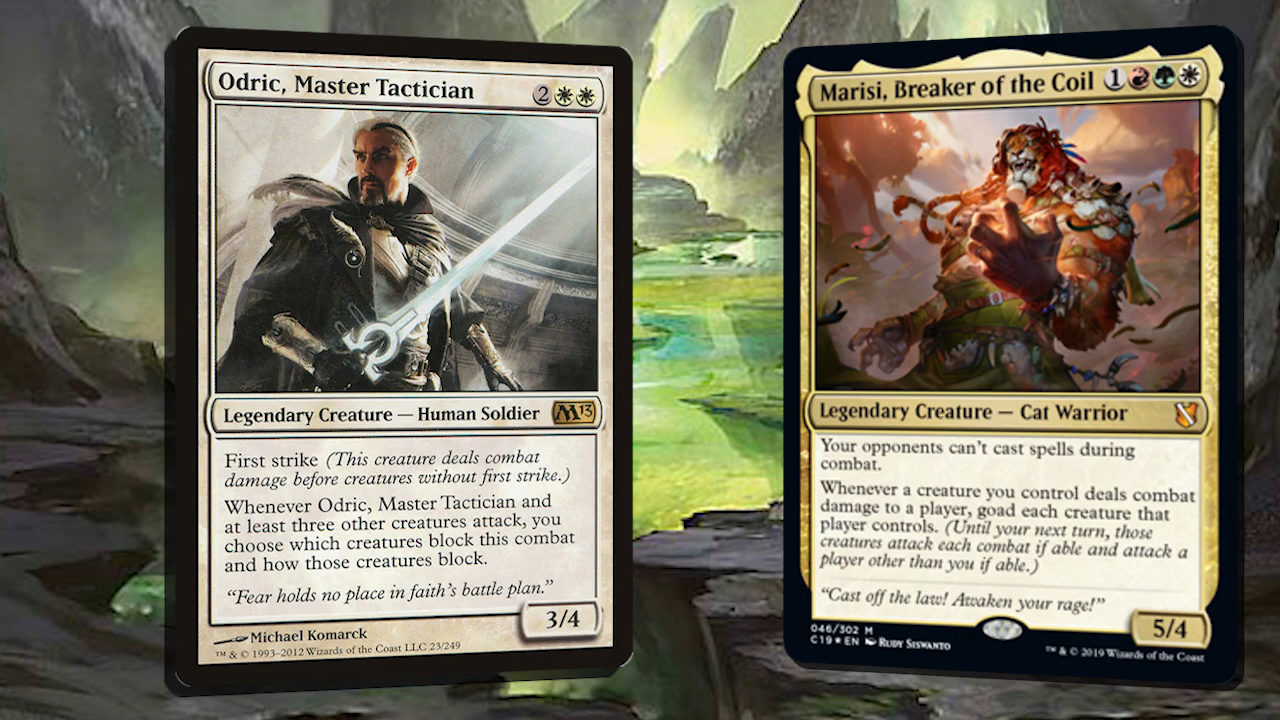 Odric, Master Tactician 2
Legendary Creature — Human Soldier M13
First strike (This creature deals combat
damage before creatures without first strike.)
Whenever Odric, Master Tactician and
at least three other creatures attack, you
choose which creatures block this combat
and how those creatures block.
“Fear holds no place in faith’s battle plan.”
3/4
Michael Komarck
™ & © 1993–2012 Wizards of the Coast LLC 23/249
Marisi, Breaker of the Coil 1
Legendary Creature — Cat Warrior
Your opponents can’t cast spells during
combat.
Whenever a creature you control deals combat
damage to a player, goad each creature that
player controls. (Until your next turn, those
creatures attack each combat if able and attack a
player other than you if able.)
“Cast off the law! Awaken your rage!”
5/4
046/302 M
C19 ★ EN Rudy Siswanto
™ & © 2019 Wizards of the Coast